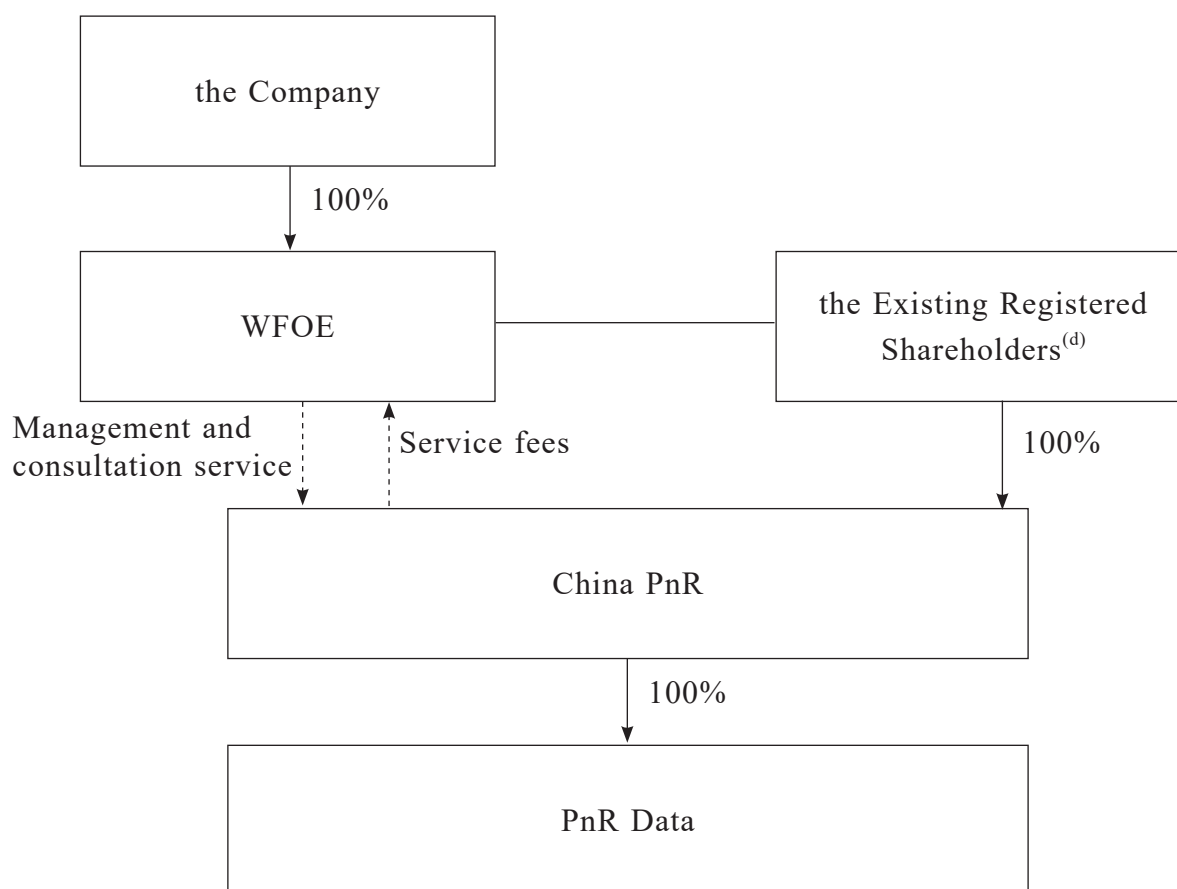 the Company
100%
WFOE
the Existing Registered
Shareholders(d)
Management and
consultation service
Service fees
100%
China PnR
100%
PnR Data